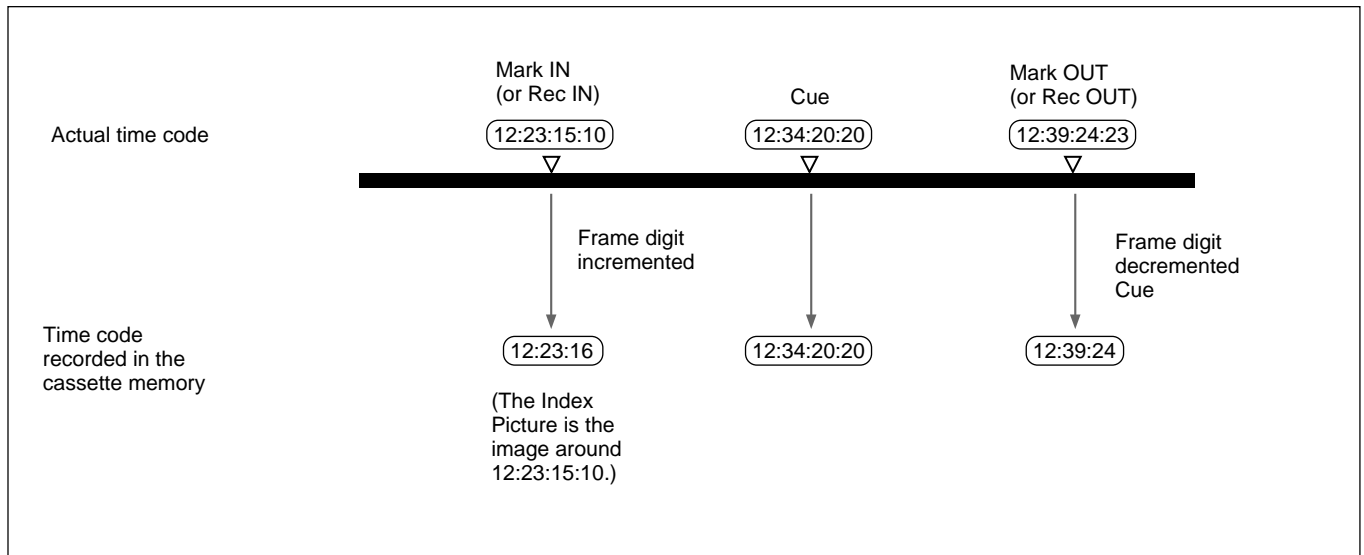 Mark IN
(or Rec IN)
Cue
Mark OUT
(or Rec OUT)
Actual time code
12:23:15:10
12:34:20:20
12:39:24:23
Frame digit
incremented
Frame digit
decremented
Cue
Time code
recorded in the
cassette memory
12:23:16
12:34:20:20
12:39:24
(The Index
Picture is the
image around
12:23:15:10.)